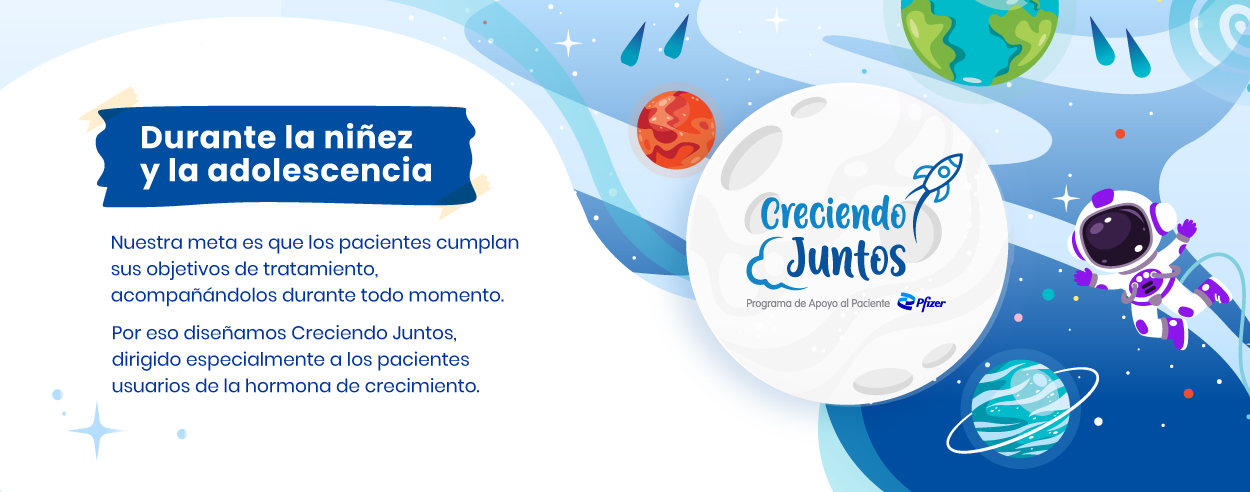 Durante la niñez
y la adolescencia
Nuestra meta es que los pacientes cumplan
sus objetivos de tratamiento,
acompañándolos durante todo momento.
Por eso diseñamos Creciendo Juntos,
dirigido especialmente a los pacientes
usuarios de la hormona de crecimiento.
Creciendo
Juntos
Programa de Apoyo al Paciente Pfizer